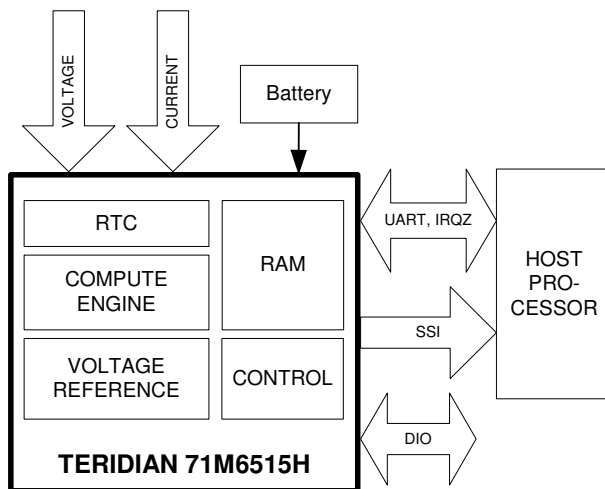 VOLTAGE
CURRENT
Battery
RTC
COMPUTE
ENGINE
VOLTAGE
REFERENCE
RAM
CONTROL
TERIDIAN 71M6515H
UART, IRQZ
SSI
DIO
HOST
PRO-
CESSOR